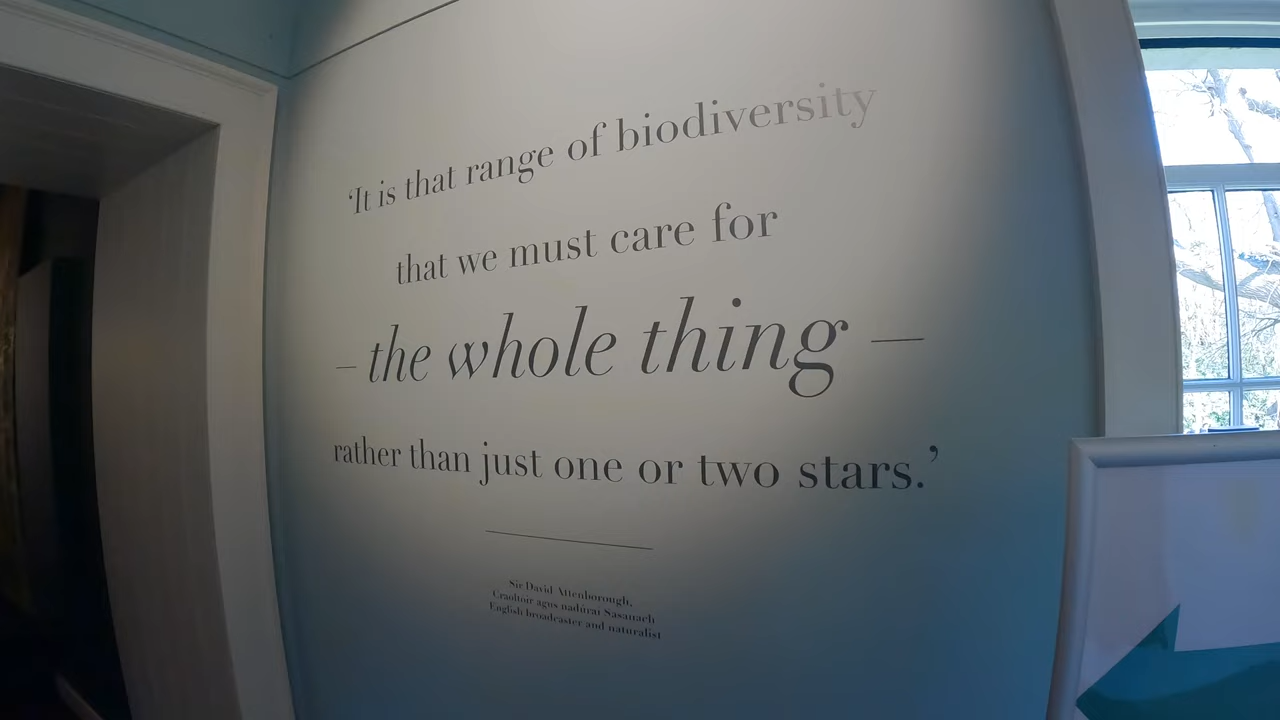 ‘It is that range of biodiversity
that we must care for
– the whole thing –
rather than just one or two stars.’
Sir David Attenborough,
Craoltóir agus nadúraí Sasanach
English broadcaster and naturalist